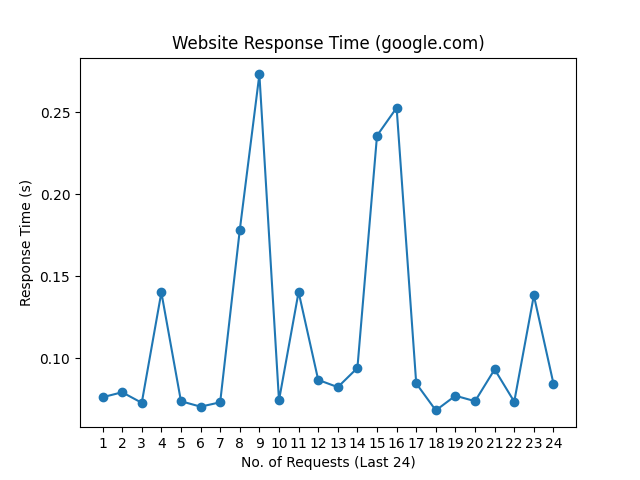 Website Response Time (google.com)
0.25
0.20
0.15
0.10
Response Time (s)
1 2 3 4 5 6 7 8 9 10 11 12 13 14 15 16 17 18 19 20 21 22 23 24
No. of Requests (Last 24)